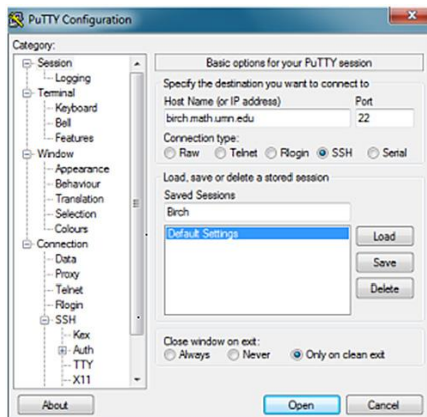 PuTTY Configuration
Category:
Session
Logging
Terminal
Keyboard
Bell
Features
Window
Appearance
Behaviour
Translation
Selection
Colours
Connection
Data
Proxy
Telnet
Rlogin
SSH
Kex
Auth
TTY
X11
Basic options for your PuTTY session
Specify the destination you want to connect to
Host Name (or IP address) Port
birch.math.umn.edu 22
Connection type:
Raw Telnet Rlogin SSH Serial
Load, save or delete a stored session
Saved Sessions
Birch
Default Settings
Load
Save
Delete
Close window on exit:
Always Never Only on clean exit
About Open Cancel